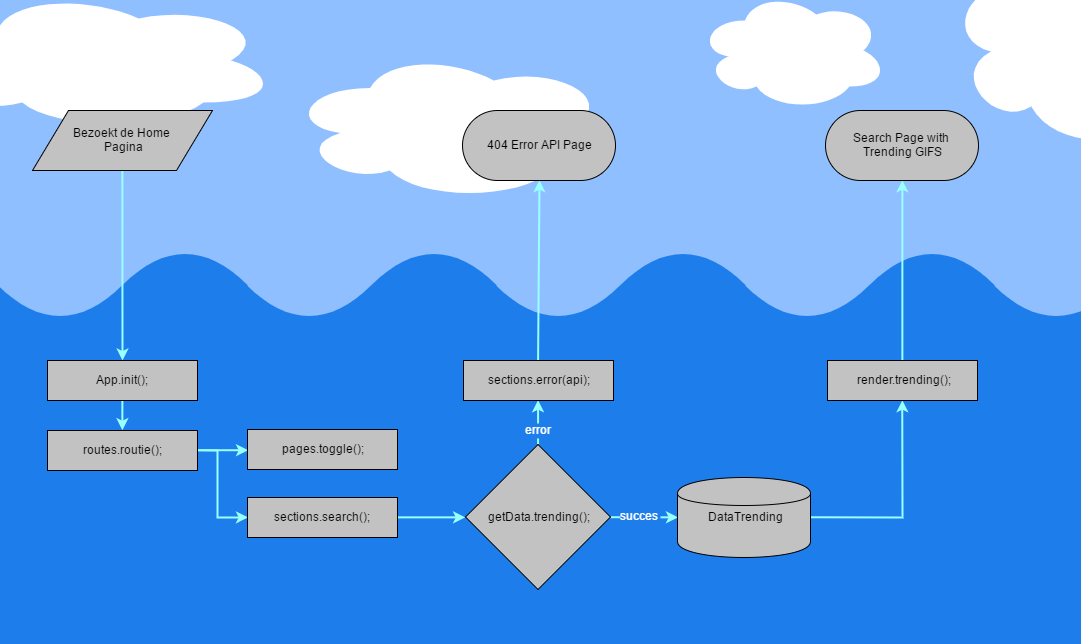 Bezoekt de Home
Pagina
404 Error API Page
Search Page with
Trending GIFS
App.init();
sections.error(api);
render.trending();
error
routes.routie();
pages.toggle();
sections.search();
getData.trending();
succes
DataTrending